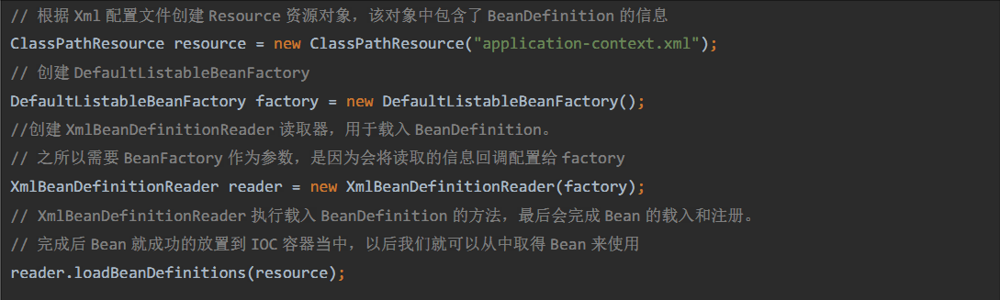 // 根据 Xml 配置文件创建 Resource 资源对象，该对象中包含了 BeanDefinition 的信息
ClassPathResource resource = new ClassPathResource("application-context.xml");
// 创建 DefaultListableBeanFactory
DefaultListableBeanFactory factory = new DefaultListableBeanFactory();
//创建 XmlBeanDefinitionReader 读取器，用于载入 BeanDefinition。
// 之所以需要 BeanFactory 作为参数，是因为会将读取的信息回调配置给 factory
XmlBeanDefinitionReader reader = new XmlBeanDefinitionReader(factory);
// XmlBeanDefinitionReader 执行载入 BeanDefinition 的方法，最后会完成 Bean 的载入和注册。
// 完成后 Bean 就成功的放置到 IOC 容器当中，以后我们就可以从中取得 Bean 来使用
reader.loadBeanDefinitions(resource);